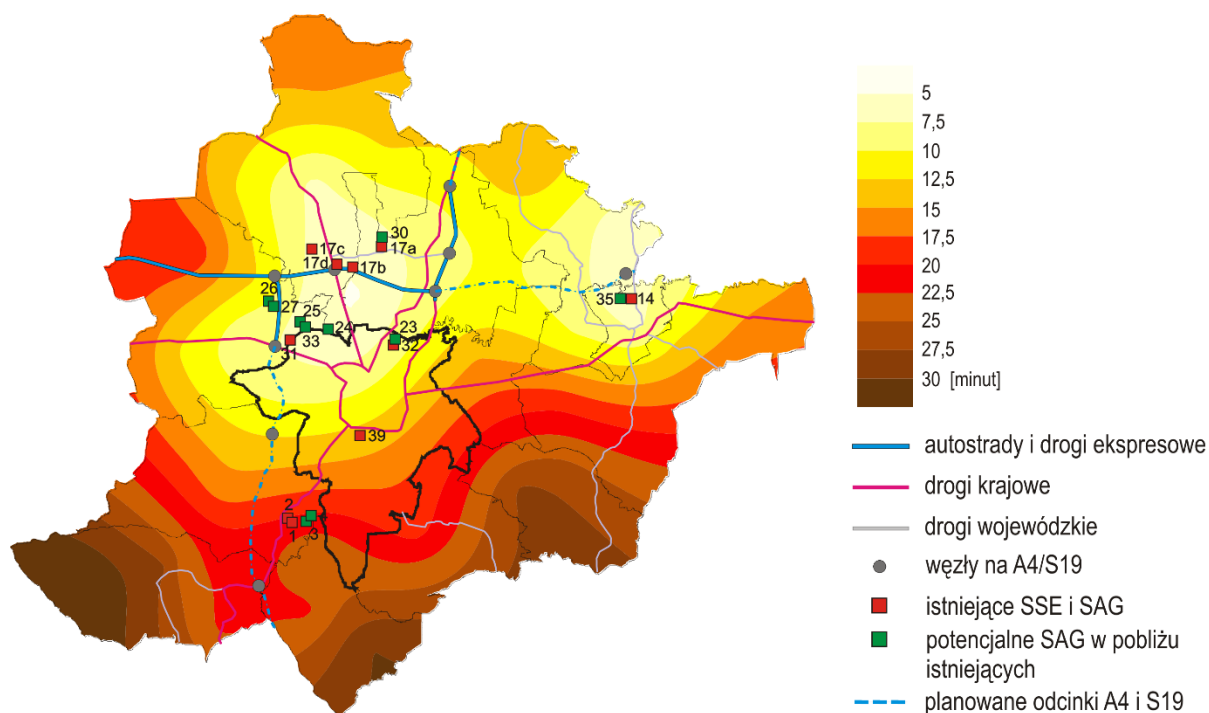 30
17c
17a
17d
17b
26
27
25
24
33
31
23
32
35
14
39
2
1
3
5
7,5
10
12,5
15
17,5
20
22,5
25
27,5
30 [minut]
autostrady i drogi ekspresowe
drogi krajowe
drogi wojewódzkie
węzły na A4/S19
istniejące SSE i SAG
potencjalne SAG w pobliżu
istniejących
planowane odcinki A4 i S19